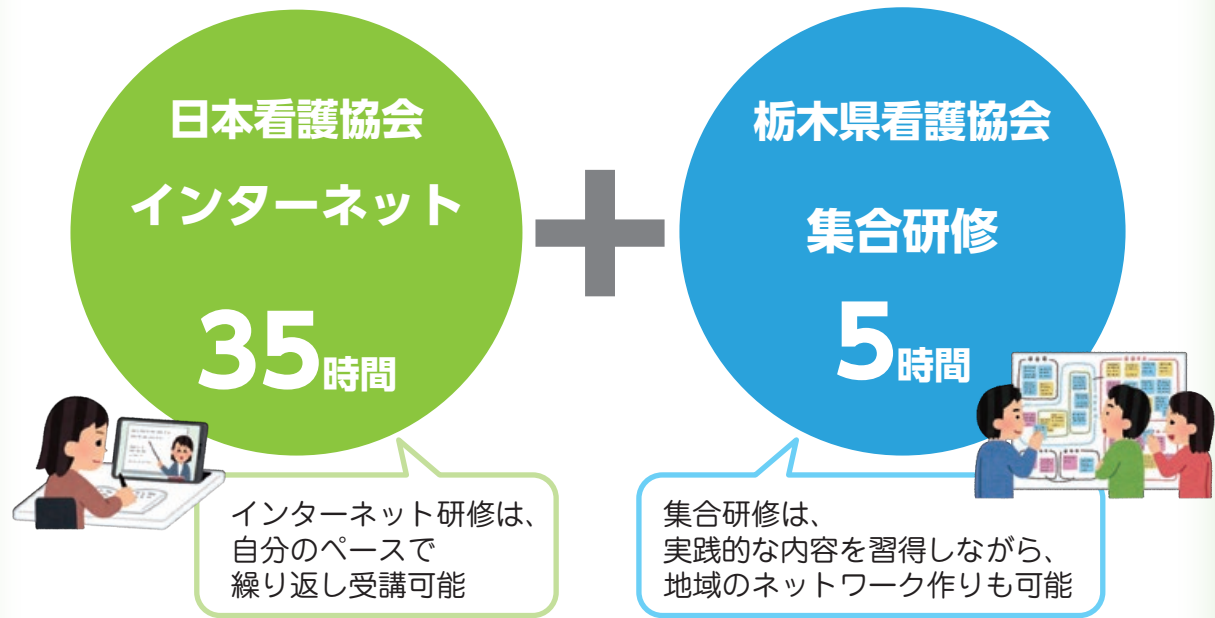 日本看護協会
インターネット
35時間
+
栃木県看護協会
集合研修
5時間
インターネット研修は、
自分のペースで
繰り返し受講可能
集合研修は、
実践的な内容を習得しながら、
地域のネットワーク作りも可能